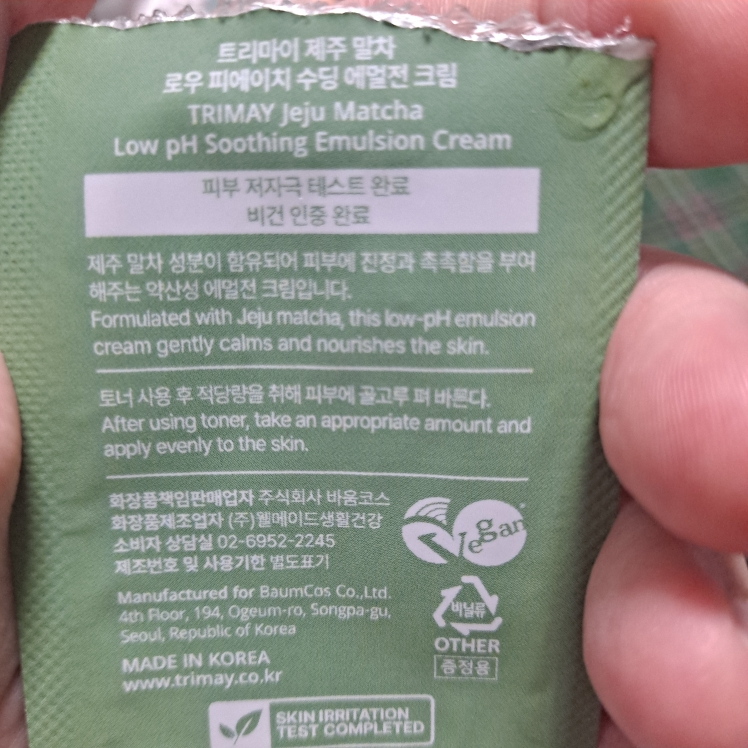 트리마이 제주 말차
로우 피에이치 수딩 에멀전 크림
TRIMAY Jeju Matcha
Low pH Soothing Emulsion Cream
피부 저자극 테스트 완료
비건 인증 완료
제주 말차 성분이 함유되어 피부에 진정과 촉촉함을 부여
해주는 약산성 에멀전 크림입니다.
Formulated with Jeju matcha, this low-pH emulsion
cream gently calms and nourishes the skin.
토너 사용 후 적당량을 취해 피부에 골고루 펴 바른다.
After using toner, take an appropriate amount and
apply evenly to the skin.
화장품책임판매업자 주식회사 바움코스
화장품제조업자 (주)웰메이드생활건강
소비자 상담실 02-6952-2245
제조번호 및 사용기한 별도표기
Vegan
Manufactured for BaumCos Co.,Ltd.
4th Floor, 194, Ogeum-ro, Songpa-gu,
Seoul, Republic of Korea
비닐류
OTHER
증정용
MADE IN KOREA
www.trimay.co.kr
SKIN IRRITATION
TEST COMPLETED